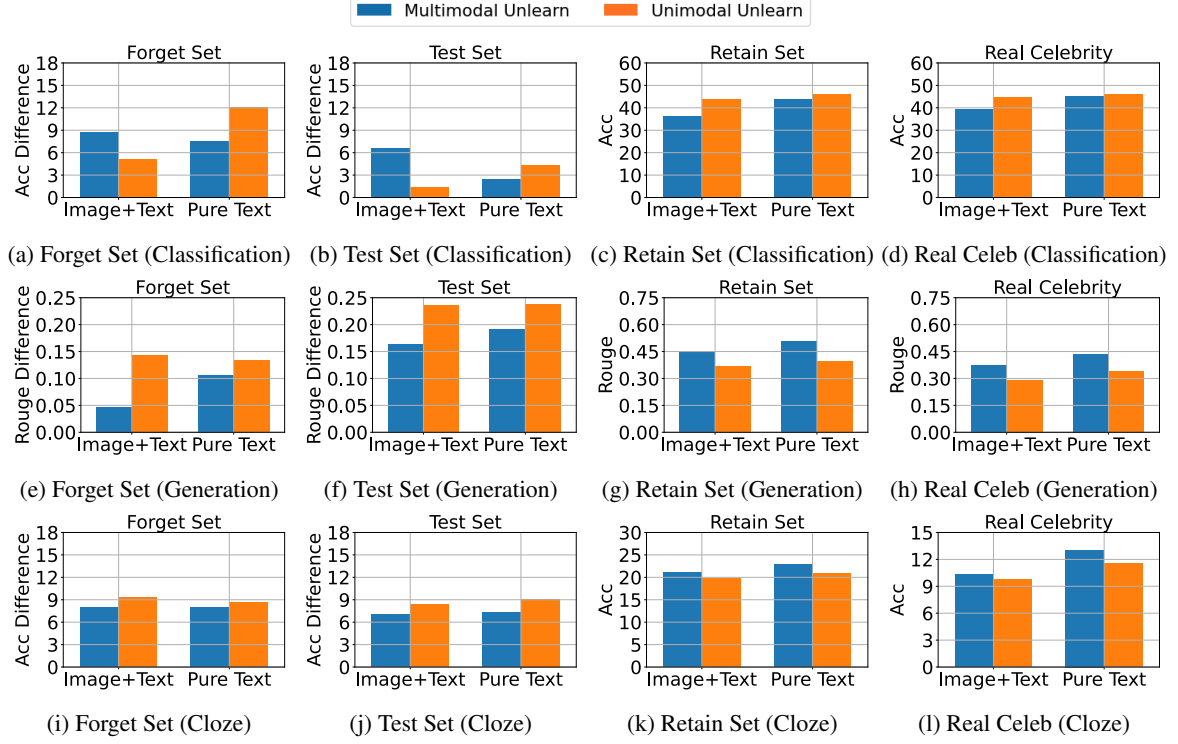 Multimodal Unlearn Unimodal Unlearn
Forget Set Test Set Retain Set Real Celebrity
Acc Difference
18
15
12
9
6
3
0
Image+Text Pure Text
Acc Difference
18
15
12
9
6
3
0
Image+Text Pure Text
Acc
60
50
40
30
20
10
0
Image+Text Pure Text
Acc
60
50
40
30
20
10
0
Image+Text Pure Text
(a) Forget Set (Classification) (b) Test Set (Classification) (c) Retain Set (Classification) (d) Real Celeb (Classification)
Forget Set Test Set Retain Set Real Celebrity
Rouge Difference
0.25
0.20
0.15
0.10
0.05
0.00
Image+Text Pure Text
Rouge Difference
0.25
0.20
0.15
0.10
0.05
0.00
Image+Text Pure Text
Rouge
0.75
0.60
0.45
0.30
0.15
0.00
Image+Text Pure Text
Rouge
0.75
0.60
0.45
0.30
0.15
0.00
Image+Text Pure Text
(e) Forget Set (Generation) (f) Test Set (Generation) (g) Retain Set (Generation) (h) Real Celeb (Generation)
Forget Set Test Set Retain Set Real Celebrity
Acc Difference
18
15
12
9
6
3
0
Image+Text Pure Text
Acc Difference
18
15
12
9
6
3
0
Image+Text Pure Text
Acc
30
25
20
15
10
5
0
Image+Text Pure Text
Acc
15
12
9
6
3
0
Image+Text Pure Text
(i) Forget Set (Cloze) (j) Test Set (Cloze) (k) Retain Set (Cloze) (l) Real Celeb (Cloze)